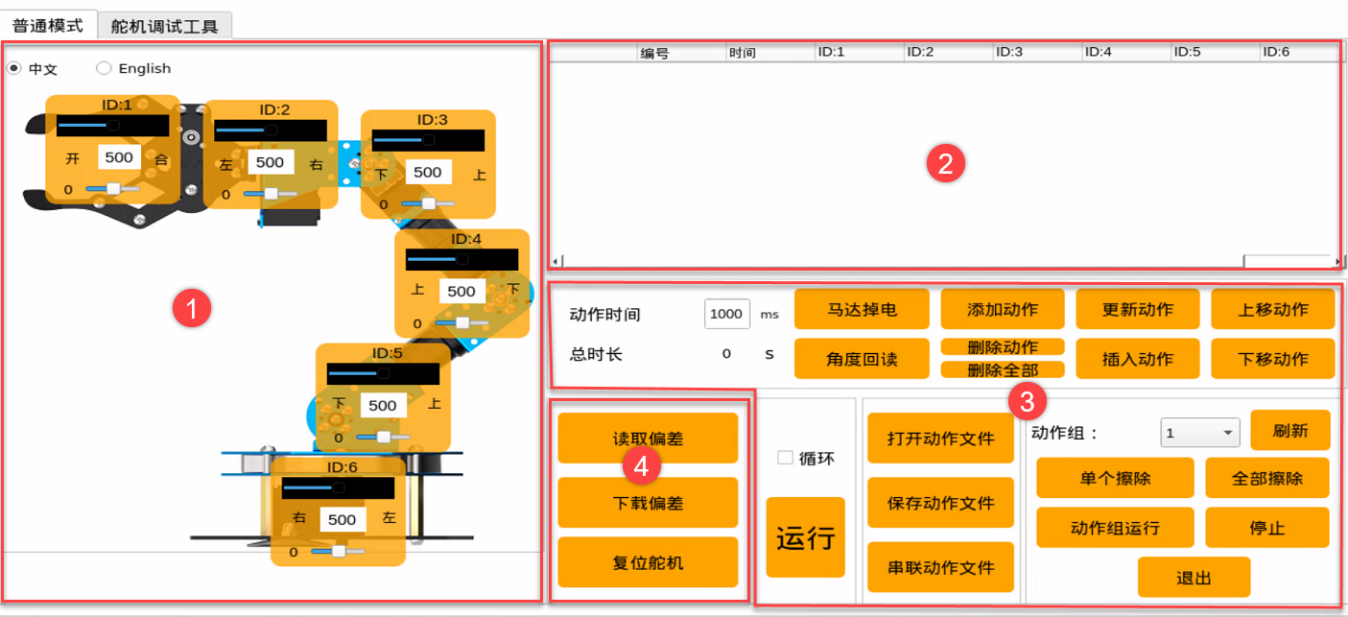 普通模式
舵机调试工具
中文
English
ID:1
开 500 合
0
ID:2
左 500 右
0
ID:3
下 500 上
0
ID:4
上 500 下
0
ID:5
下 500 上
0
ID:6
右 500 左
0
1
编号 时间 ID:1 ID:2 ID:3 ID:4 ID:5 ID:6
2
动作时间 1000 ms
总时长 0 S
马达掉电
添加动作
更新动作
上移动作
角度回读
删除动作
删除全部
插入动作
下移动作
3
读取偏差
4
下载偏差
复位舵机
循环
运行
打开动作文件
保存动作文件
串联动作文件
动作组： 1
刷新
单个擦除
全部擦除
动作组运行
停止
退出